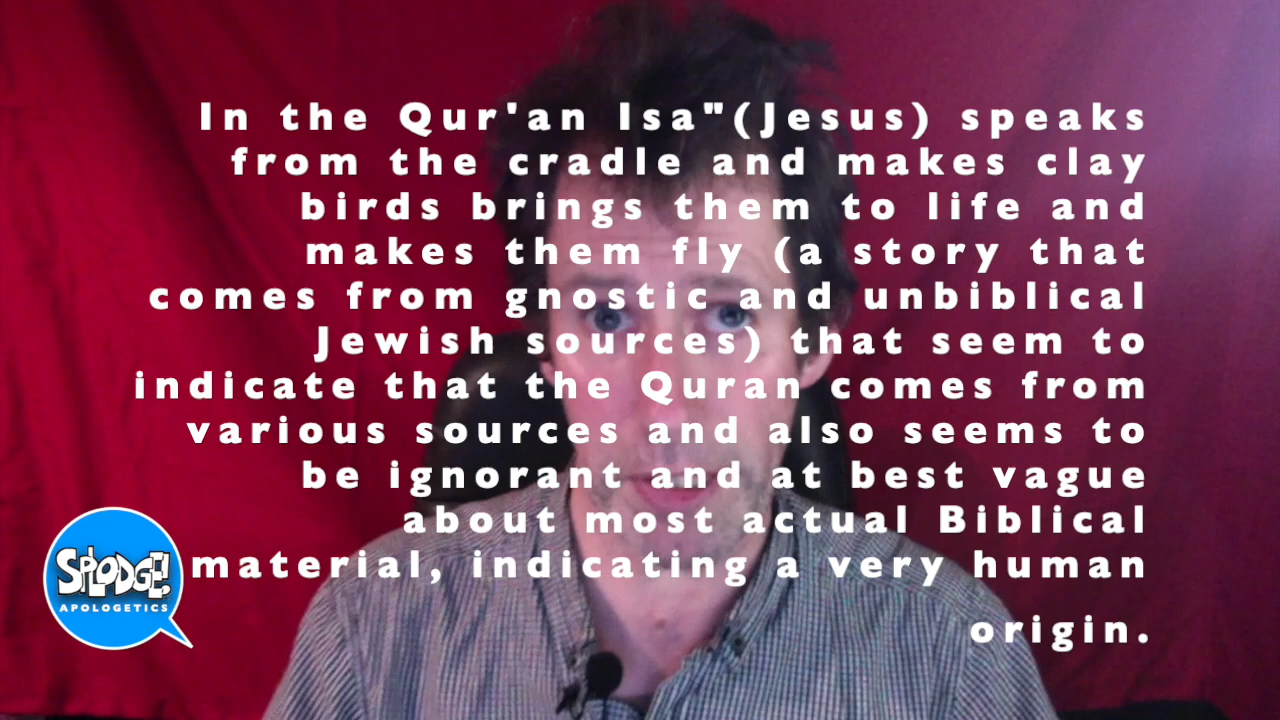 In the Qur'an Isa"(Jesus) speaks
from the cradle and makes clay
birds brings them to life and
makes them fly (a story that
comes from gnostic and unbiblical
Jewish sources) that seem to
indicate that the Quran comes from
various sources and also seems to
be ignorant and at best vague
about most actual Biblical
material, indicating a very human
origin.
SPLODGE!
APOLOGETICS